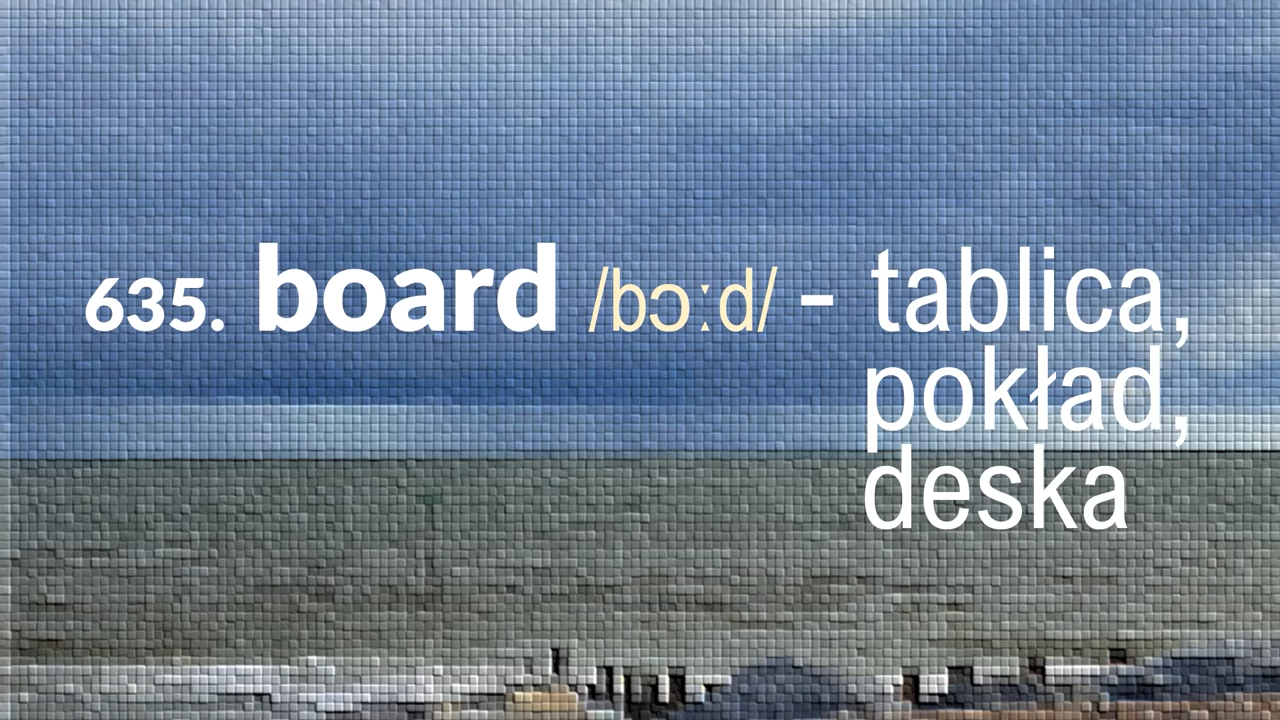 635. board /bɔːd/ – tablica,
pokład,
deska